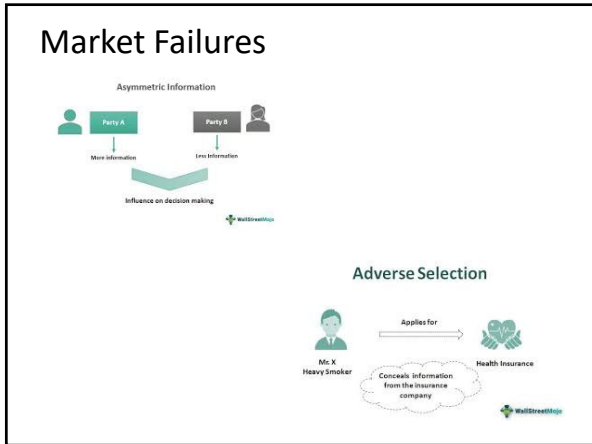 Market Failures
Asymmetric Information
Party A
Party B
More Information
Less Information
Influence on decision making
WallStreetMojo
Adverse Selection
Applies for
Mr. X
Heavy Smoker
Health Insurance
Conceals information
from the insurance
company
WallStreetMojo